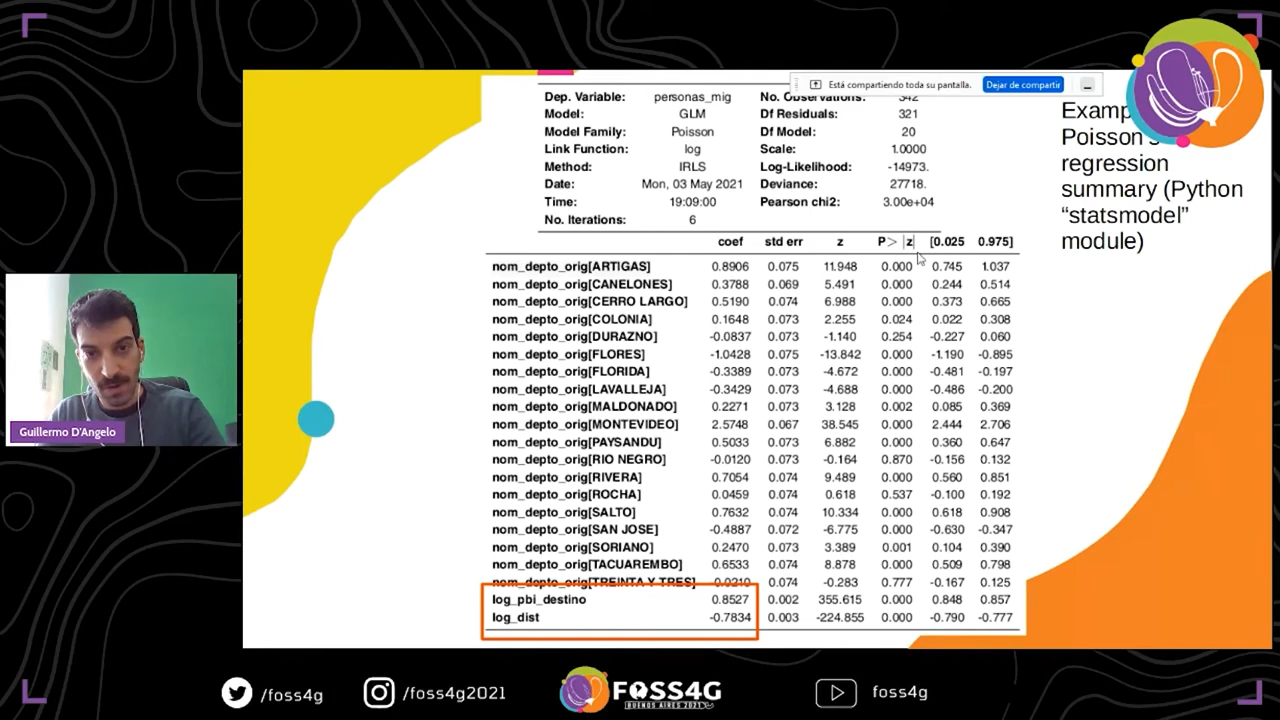 Está compartiendo toda su pantalla. Dejar de compartir
Dep. Variable: personas_mig No. Observations: 342
Model: GLM Df Residuals: 321
Model Family: Poisson Df Model: 20
Link Function: log Scale: 1.0000
Method: IRLS Log-Likelihood: -14973.
Date: Mon, 03 May 2021 Deviance: 27718.
Time: 19:09:00 Pearson chi2: 3.00e+04
No. Iterations: 6
coef std err z P> |z| [0.025 0.975]
nom_depto_orig[ARTIGAS] 0.8906 0.075 11.948 0.000 0.745 1.037
nom_depto_orig[CANELONES] 0.3788 0.069 5.491 0.000 0.244 0.514
nom_depto_orig[CERRO LARGO] 0.5190 0.074 6.988 0.000 0.373 0.665
nom_depto_orig[COLONIA] 0.1648 0.073 2.255 0.024 0.022 0.308
nom_depto_orig[DURAZNO] -0.0837 0.073 -1.140 0.254 -0.227 0.060
nom_depto_orig[FLORES] -1.0428 0.075 -13.842 0.000 -1.190 -0.895
nom_depto_orig[FLORIDA] -0.3389 0.073 -4.672 0.000 -0.481 -0.197
nom_depto_orig[LAVALLEJA] -0.3429 0.073 -4.688 0.000 -0.486 -0.200
nom_depto_orig[MALDONADO] 0.2271 0.073 3.128 0.002 0.085 0.369
nom_depto_orig[MONTEVIDEO] 2.5748 0.067 38.545 0.000 2.444 2.706
nom_depto_orig[PAYSANDU] 0.5033 0.073 6.882 0.000 0.360 0.647
nom_depto_orig[RIO NEGRO] -0.0120 0.073 -0.164 0.870 -0.156 0.132
nom_depto_orig[RIVERA] 0.7054 0.074 9.489 0.000 0.560 0.851
nom_depto_orig[ROCHA] 0.0459 0.074 0.618 0.537 -0.100 0.192
nom_depto_orig[SALTO] 0.7632 0.074 10.334 0.000 0.618 0.908
nom_depto_orig[SAN JOSE] -0.4887 0.072 -6.775 0.000 -0.630 -0.347
nom_depto_orig[SORIANO] 0.2470 0.073 3.389 0.001 0.104 0.390
nom_depto_orig[TACUAREMBO] 0.6533 0.074 8.878 0.000 0.509 0.798
nom_depto_orig[TREINTA Y TRES] -0.0210 0.074 -0.283 0.777 -0.167 0.125
log_pbi_destino 0.8527 0.002 355.615 0.000 0.848 0.857
log_dist -0.7834 0.003 -224.855 0.000 -0.790 -0.777
Poisson's
regression
summary (Python
“statsmodel”
module)
Guillermo D'Angelo
/foss4g
/foss4g2021
FOSS4G
BUENOS AIRES 2021
foss4g